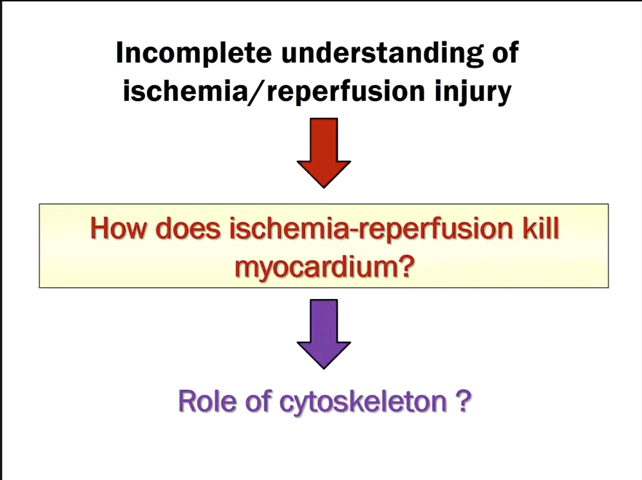 Incomplete understanding of
ischemia/reperfusion injury
How does ischemia-reperfusion kill
myocardium?
Role of cytoskeleton ?